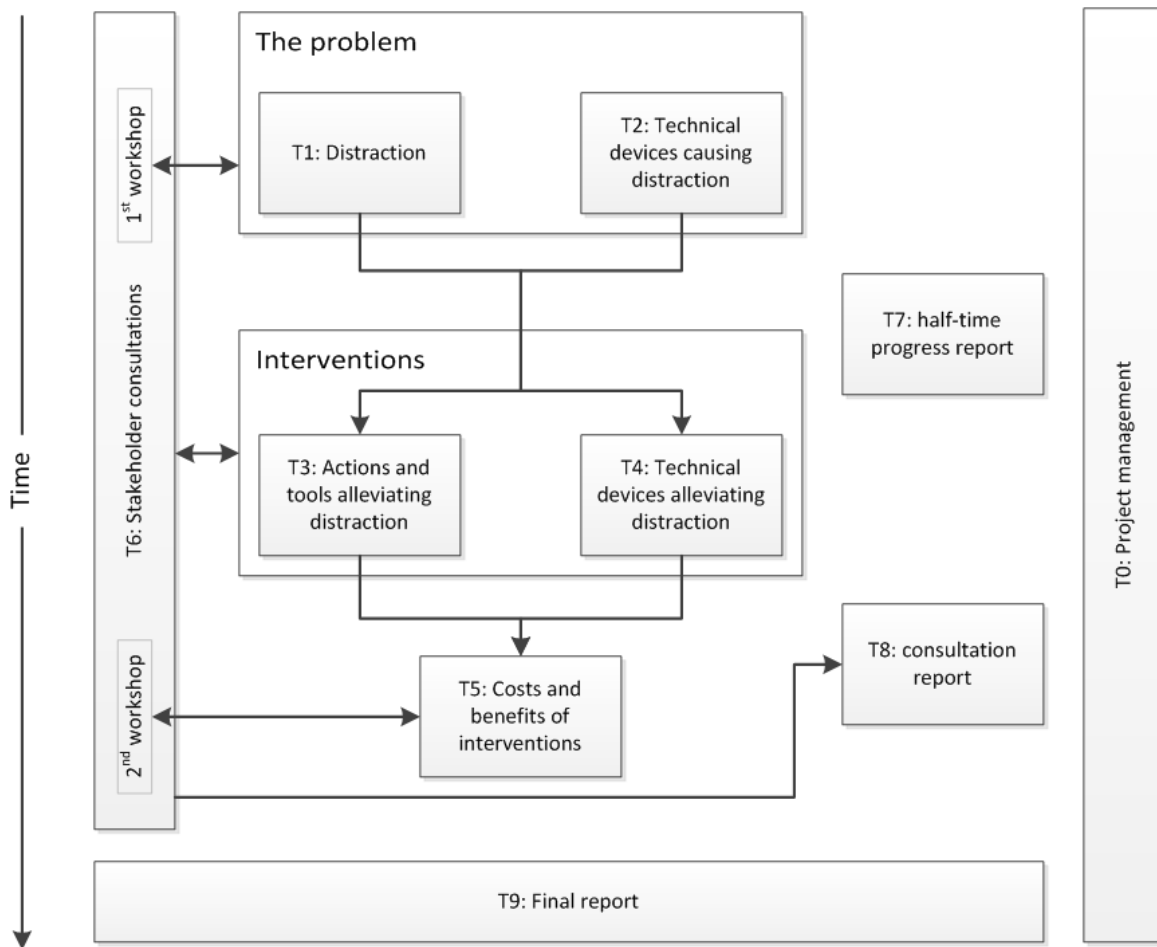 The problem
T1: Distraction
T2: Technical
devices causing
distraction
1st workshop
T6: Stakeholder consultations
2nd workshop
Time
Interventions
T3: Actions and
tools alleviating
distraction
T4: Technical
devices alleviating
distraction
T7: half-time
progress report
T0: Project management
T5: Costs and
benefits of
interventions
T8: consultation
report
T9: Final report